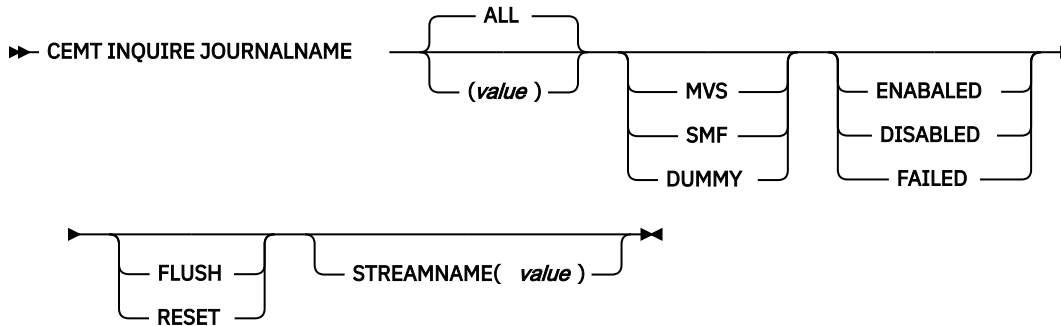 ALL
CEMT INQUIRE JOURNALNAME
(value )
MVS
SMF
DUMMY
ENABALED
DISABLED
FAILED
FLUSH
RESET
STREAMNAME( value )